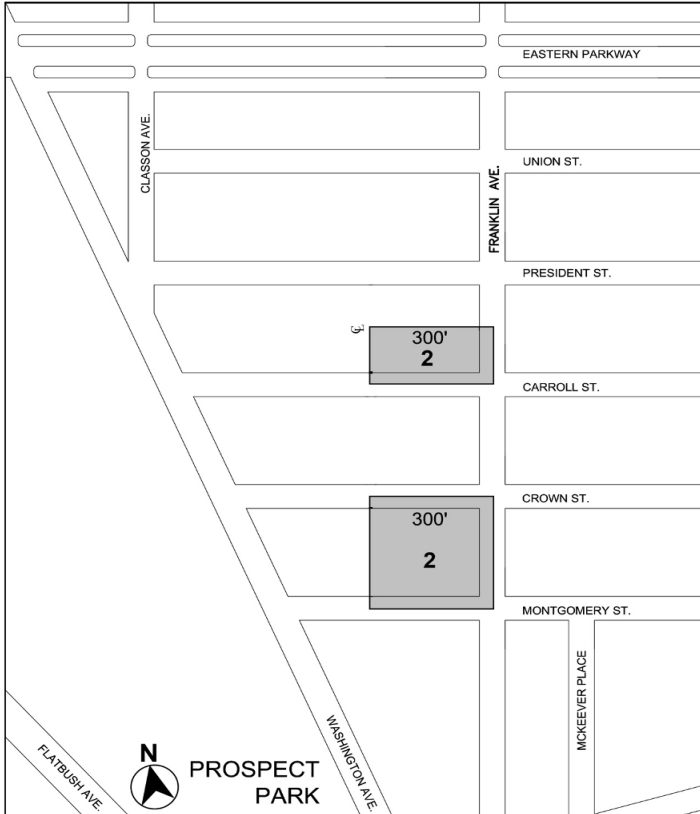 EASTERN PARKWAY
CLASSON AVE.
UNION ST.
FRANKLIN AVE.
PRESIDENT ST.
℄
300'
2
CARROLL ST.
CROWN ST.
300'
2
MONTGOMERY ST.
MCKEEVER PLACE
WASHINGTON AVE.
FLATBUSH AVE.
N
PROSPECT
PARK